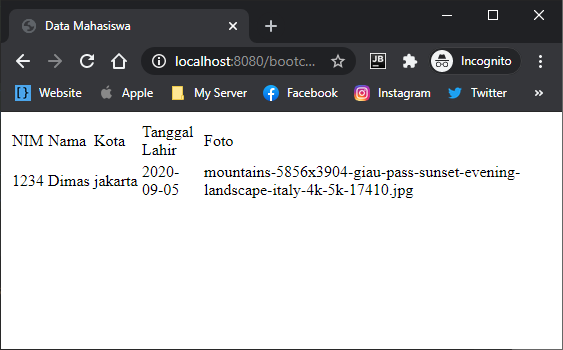 Data Mahasiswa
localhost:8080/bootc...
JB
Incognito
Website Apple My Server Facebook Instagram Twitter »
NIM Nama Kota Tanggal Lahir Foto
1234 Dimas jakarta 2020-09-05 mountains-5856x3904-giau-pass-sunset-evening-landscape-italy-4k-5k-17410.jpg